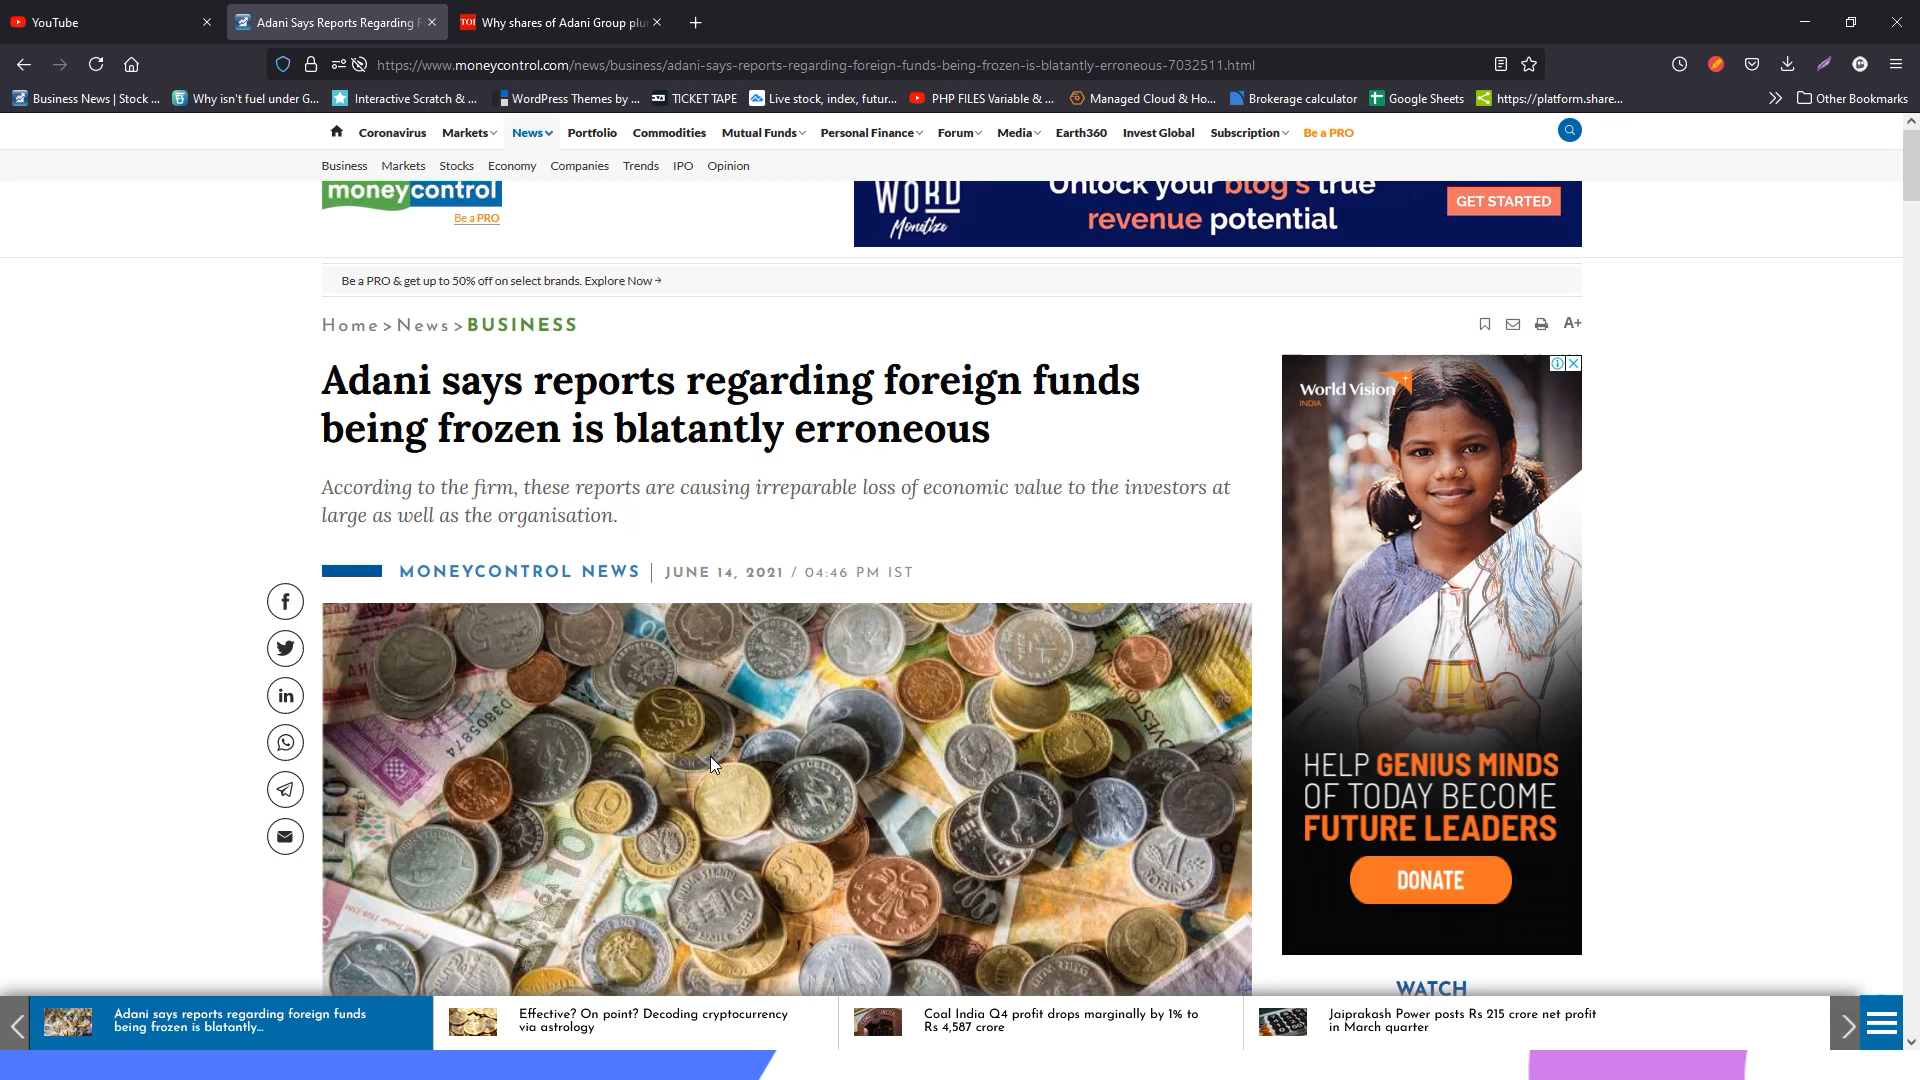 YouTube
Adani Says Reports Regarding F
TOI Why shares of Adani Group plu
https://www.moneycontrol.com/news/business/adani-says-reports-regarding-foreign-funds-being-frozen-is-blatantly-erroneous-7032511.html
Business News | Stock ... Why isn't fuel under G... Interactive Scratch & ... WordPress Themes by ... TICKET TAPE Live stock, index, futur... PHP FILES Variable & ... Managed Cloud & Ho... Brokerage calculator Google Sheets https://platform.share... Other Bookmarks
Coronavirus Markets News Portfolio Commodities Mutual Funds Personal Finance Forum Media Earth360 Invest Global Subscription Be a PRO
Business Markets Stocks Economy Companies Trends IPO Opinion
moneycontrol
Be a PRO
WORD
Monetize
Unlock your blog's true
revenue potential
GET STARTED
Be a PRO & get up to 50% off on select brands. Explore Now →
Home > News > BUSINESS
A+
Adani says reports regarding foreign funds
being frozen is blatantly erroneous
According to the firm, these reports are causing irreparable loss of economic value to the investors at
large as well as the organisation.
MONEYCONTROL NEWS | JUNE 14, 2021 / 04:46 PM IST
World Vision
INDIA
HELP GENIUS MINDS
OF TODAY BECOME
FUTURE LEADERS
DONATE
WATCH
Adani says reports regarding foreign funds
being frozen is blatantly...
Effective? On point? Decoding cryptocurrency
via astrology
Coal India Q4 profit drops marginally by 1% to
Rs 4,587 crore
Jaiprakash Power posts Rs 215 crore net profit
in March quarter